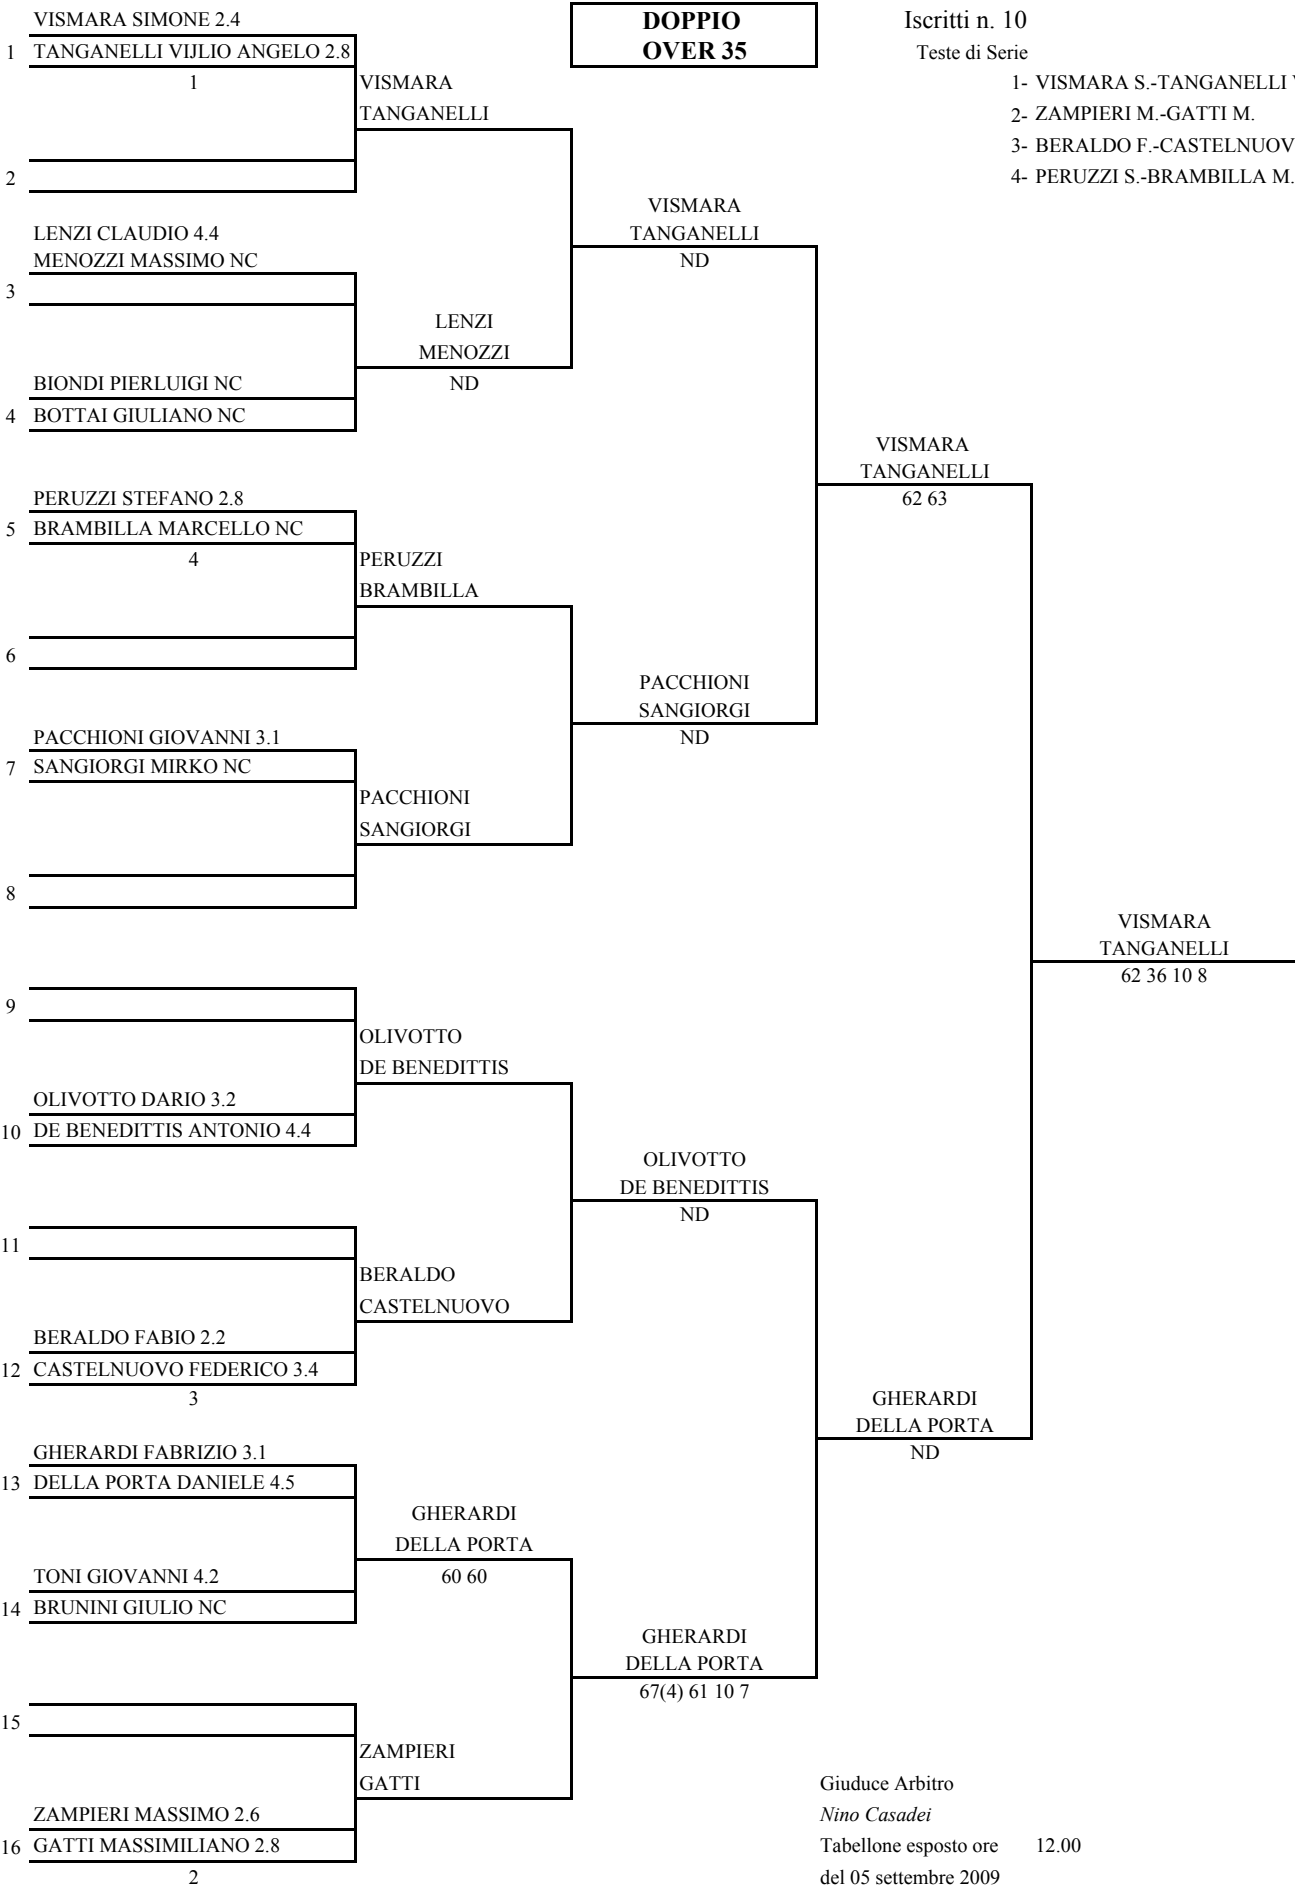 VISMARA SIMONE 2.4
1 TANGANELLI VIJLIO ANGELO 2.8
1
VISMARA
TANGANELLI
2
LENZI CLAUDIO 4.4
MENOZZI MASSIMO NC
3
LENZI
MENOZZI
ND
BIONDI PIERLUIGI NC
4 BOTTAI GIULIANO NC
PERUZZI STEFANO 2.8
5 BRAMBILLA MARCELLO NC
4
PERUZZI
BRAMBILLA
6
PACCHIONI GIOVANNI 3.1
7 SANGIORGI MIRKO NC
PACCHIONI
SANGIORGI
8
9
OLIVOTTO
DE BENEDITTIS
OLIVOTTO DARIO 3.2
10 DE BENEDITTIS ANTONIO 4.4
11
BERALDO
CASTELNUOVO
BERALDO FABIO 2.2
12 CASTELNUOVO FEDERICO 3.4
3
GHERARDI FABRIZIO 3.1
13 DELLA PORTA DANIELE 4.5
GHERARDI
DELLA PORTA
60 60
TONI GIOVANNI 4.2
14 BRUNINI GIULIO NC
15
ZAMPIERI
GATTI
ZAMPIERI MASSIMO 2.6
16 GATTI MASSIMILIANO 2.8
2
DOPPIO
OVER 35
VISMARA
TANGANELLI
ND
PACCHIONI
SANGIORGI
ND
OLIVOTTO
DE BENEDITTIS
ND
GHERARDI
DELLA PORTA
67(4) 61 10 7
Iscritti n. 10
Teste di Serie
1- VISMARA S.-TANGANELLI
2- ZAMPIERI M.-GATTI M.
3- BERALDO F.-CASTELNUOV
4- PERUZZI S.-BRAMBILLA M.
VISMARA
TANGANELLI
62 63
GHERARDI
DELLA PORTA
ND
VISMARA
TANGANELLI
62 36 10 8
Giuduce Arbitro
Nino Casadei
Tabellone esposto ore 12.00
del 05 settembre 2009